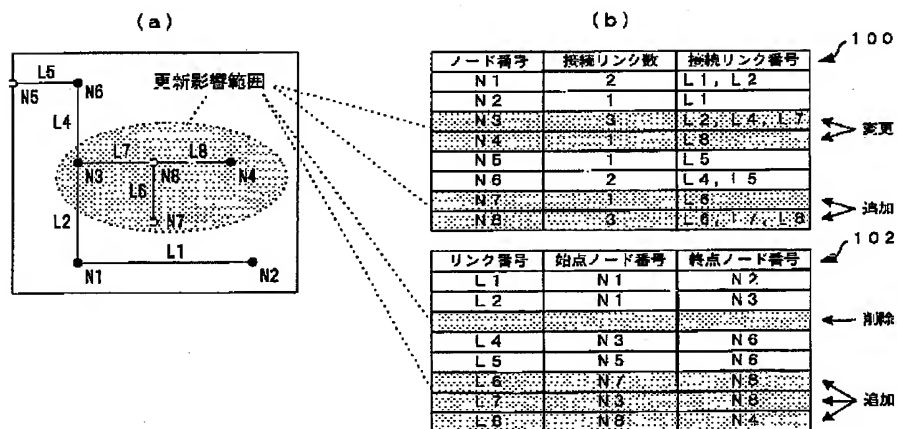 (a)
(b)
L5
N5
N6
更新影響範囲
L4
L7
L8
N3
N8
N4
L6
N7
L2
L1
N1
N2
100
ノード番号 接続リンク数 接続リンク番号
N1 2 L1, L2
N2 1 L1
N3 3 L2, L4, L7
N4 1 L8
変更
N5 1 L5
N6 2 L4, L5
N7 1 L6
N8 3 L6, L7, L8
追加
102
リンク番号 始点ノード番号 終点ノード番号
L1 N1 N2
L2 N1 N3
削除
L4 N3 N6
L5 N5 N6
L6 N7 N8
L7 N3 N8
L8 N8 N4
追加